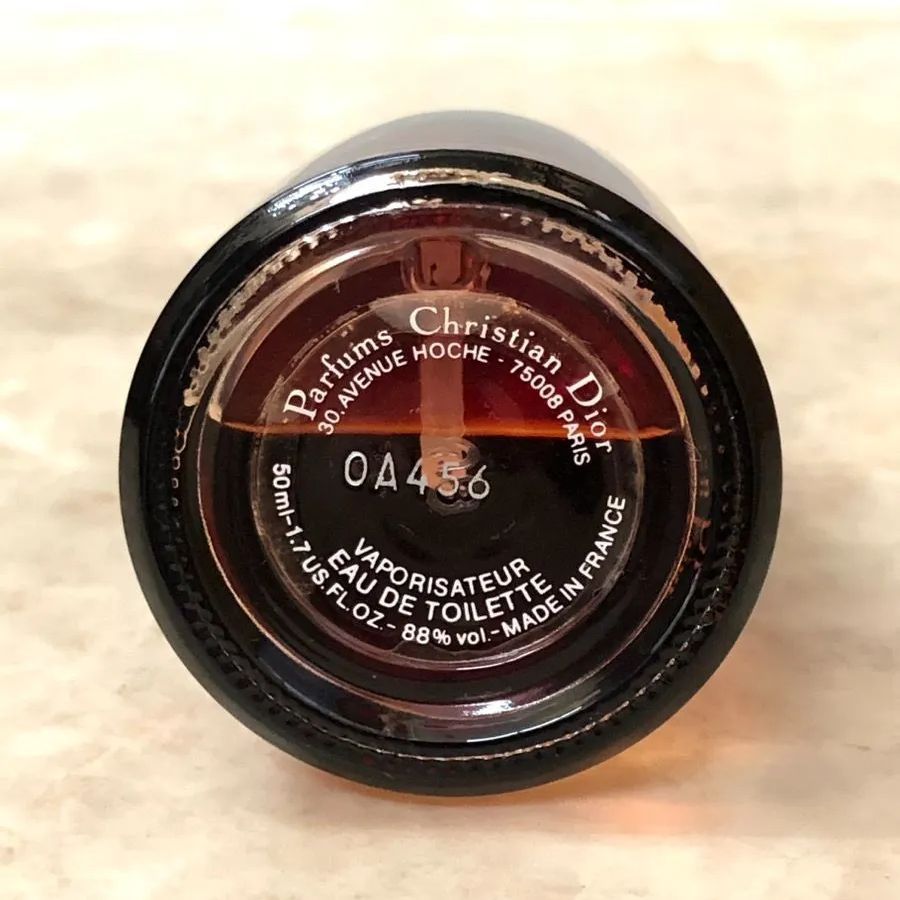 Parfums Christian Dior
30, AVENUE HOCHE - 75008 PARIS
0A456
VAPORISATEUR
EAU DE TOILETTE
50ml-1.7 US.FL.OZ.- 88% vol.-MADE IN FRANCE